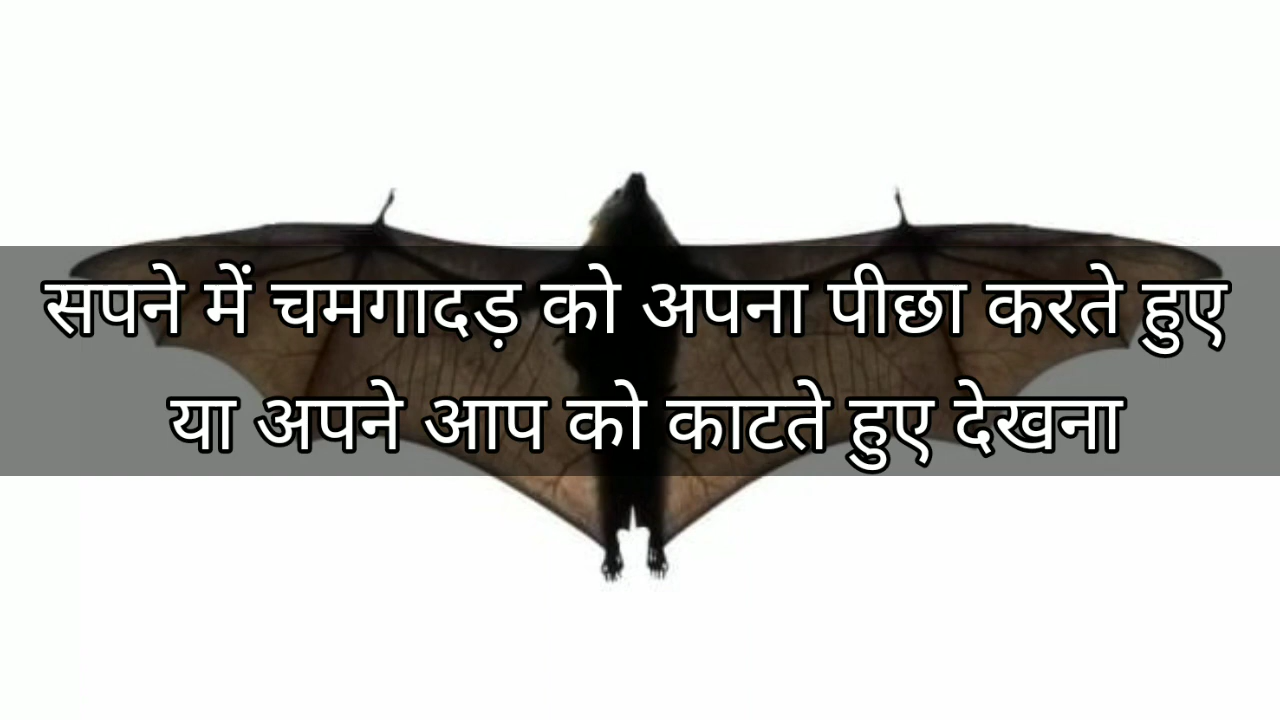 सपने में चमगादड़ को अपना पीछा करते हुए
या अपने आप को काटते हुए देखना